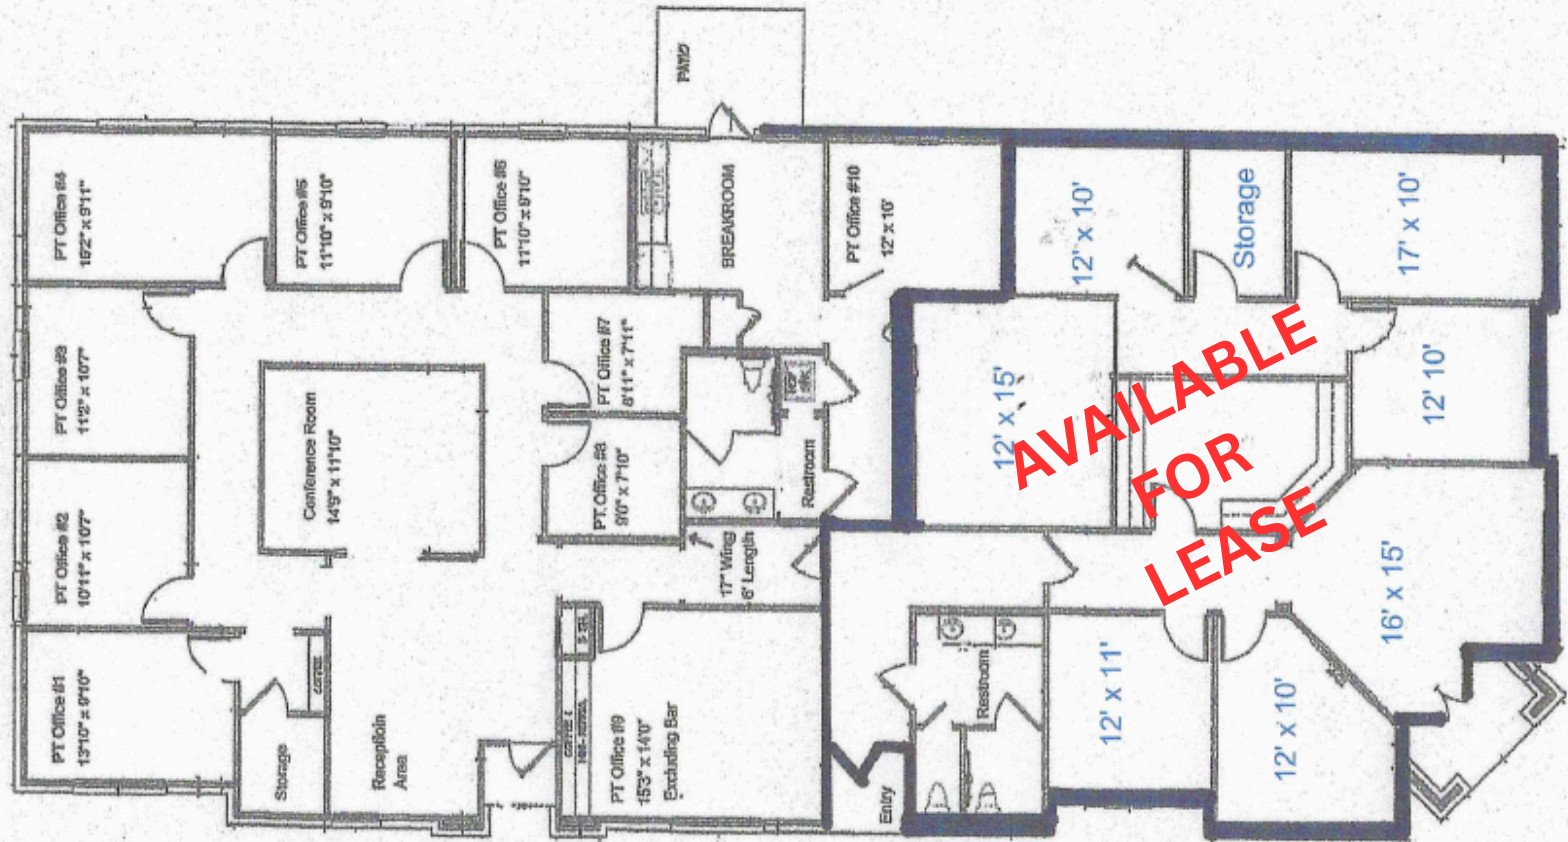 PATIO
PT Office #4
16'2" x 9'11"
PT Office #5
11'10" x 9'10"
PT Office #6
11'10" x 9'10"
BREAKROOM
PT Office #10
12' x 10'
12' x 10'
Storage
17' x 10'
PT Office #3
11'2" x 10'7"
PT Office #7
8'11" x 7'11"
Conference Room
14'9" x 11'10"
PT Office #8
9'0" x 7'10"
Restroom
12' x 15'
AVAILABLE
FOR
LEASE
12' 10'
PT Office #2
10'11" x 10'7"
17" Wing
6' Length
16' x 15'
PT Office #1
13'10" x 9'10"
Storage
Reception
Area
PT Office #9
15'3" x 14'0"
Excluding Bar
Entry
Restroom
12' x 11'
12' x 10'